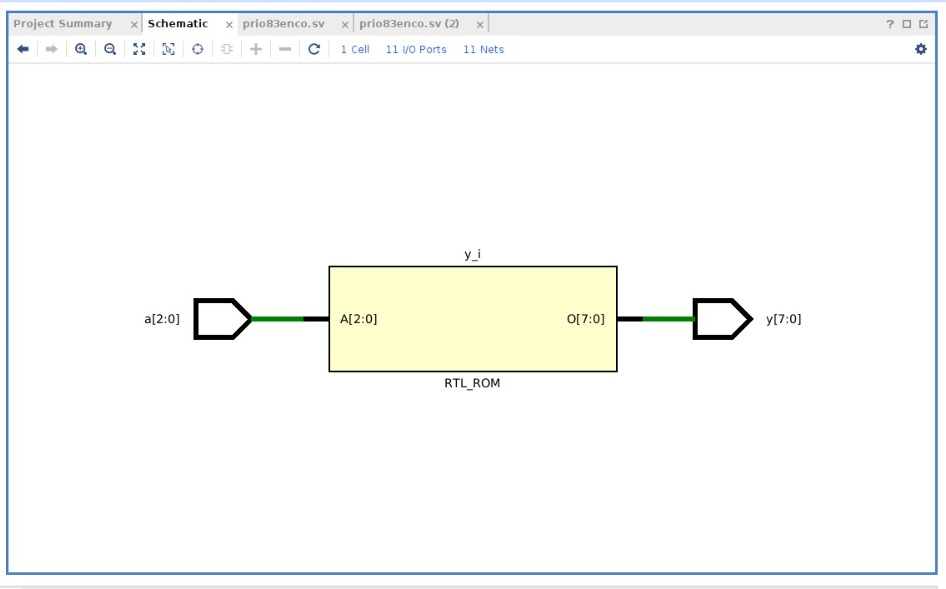 Project Summary × Schematic × prio83enco.sv × prio83enco.sv (2) × ?
1 Cell 11 I/O Ports 11 Nets
y_i
a[2:0] A[2:0] O[7:0] y[7:0]
RTL_ROM